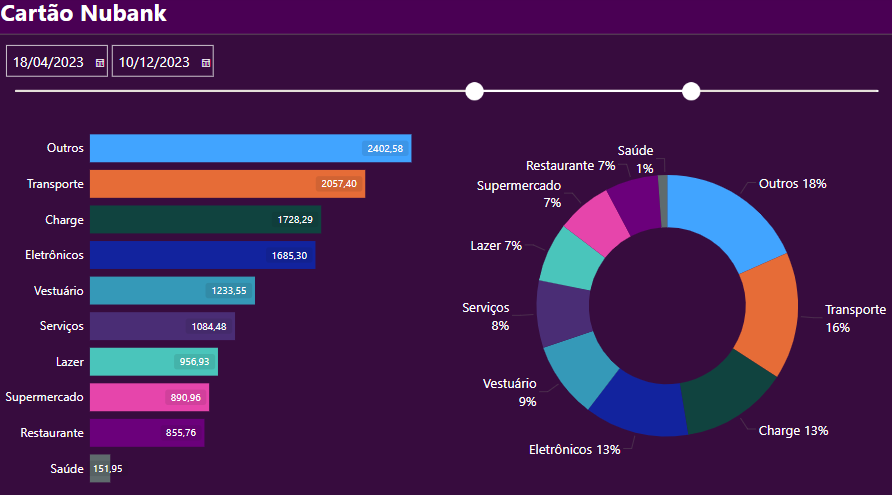 Cartão Nubank
18/04/2023
10/12/2023
Outros
2402,58
Transporte
2057,40
Charge
1728,29
Eletrônicos
1685,30
Vestuário
1233,55
Serviços
1084,48
Lazer
956,93
Supermercado
890,96
Restaurante
855,76
Saúde
151,95
Saúde
1%
Restaurante 7%
Supermercado
7%
Lazer 7%
Serviços
8%
Vestuário
9%
Eletrônicos 13%
Charge 13%
Transporte
16%
Outros 18%